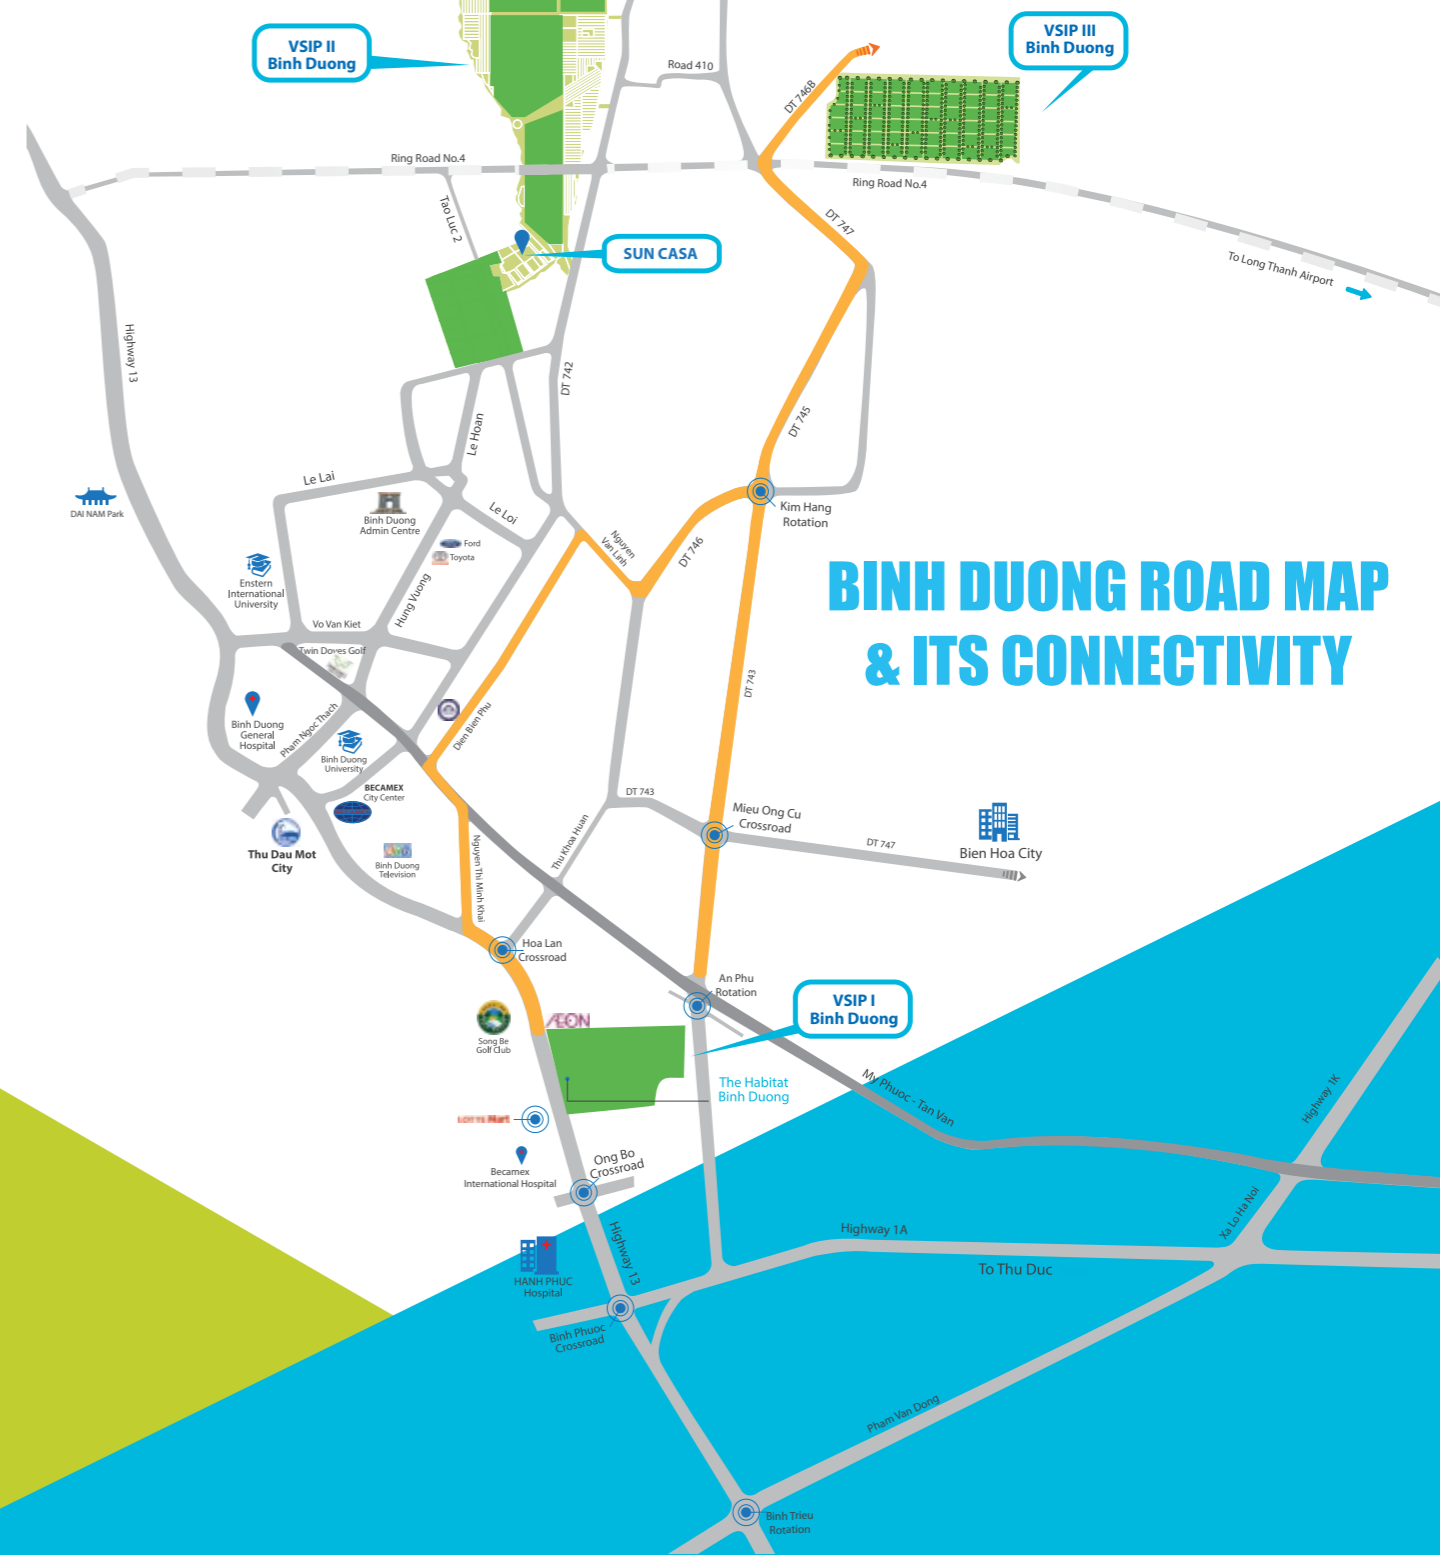 VSIP II
Binh Duong
VSIP III
Binh Duong
Road 410
DT 746B
Ring Road No.4
Ring Road No.4
Tao Luc 2
DT 747
SUN CASA
To Long Thanh Airport
Highway 13
DT 742
DT 745
Le Hoan
Le Lai
DAI NAM Park
Binh Duong
Admin Centre
Le Loi
Kim Hang
Rotation
Ford
Toyota
Nguyen
Van Linh
DT 746
Enstern
International
University
Hung Vuong
BINH DUONG ROAD MAP
& ITS CONNECTIVITY
Vo Van Kiet
Twin Doves Golf
DT 743
Binh Duong
General
Hospital
Pham Ngoc Thach
Dien Bien Phu
Binh Duong
University
BECAMEX
City Center
DT 743
Mieu Ong Cu
Crossroad
DT 747
Bien Hoa City
Thu Dau Mot
City
Binh Duong
Television
Nguyen Thi Minh Khai
Thu Khoa Huan
Hoa Lan
Crossroad
An Phu
Rotation
VSIP I
Binh Duong
Song Be
Golf Club
ÆON
The Habitat
Binh Duong
My Phuoc - Tan Van
Highway 1K
LOTTE Mart
Becamex
International Hospital
Ong Bo
Crossroad
Xa Lo Ha Noi
Highway 13
Highway 1A
To Thu Duc
HANH PHUC
Hospital
Binh Phuoc
Crossroad
Pham Van Dong
Binh Trieu
Rotation